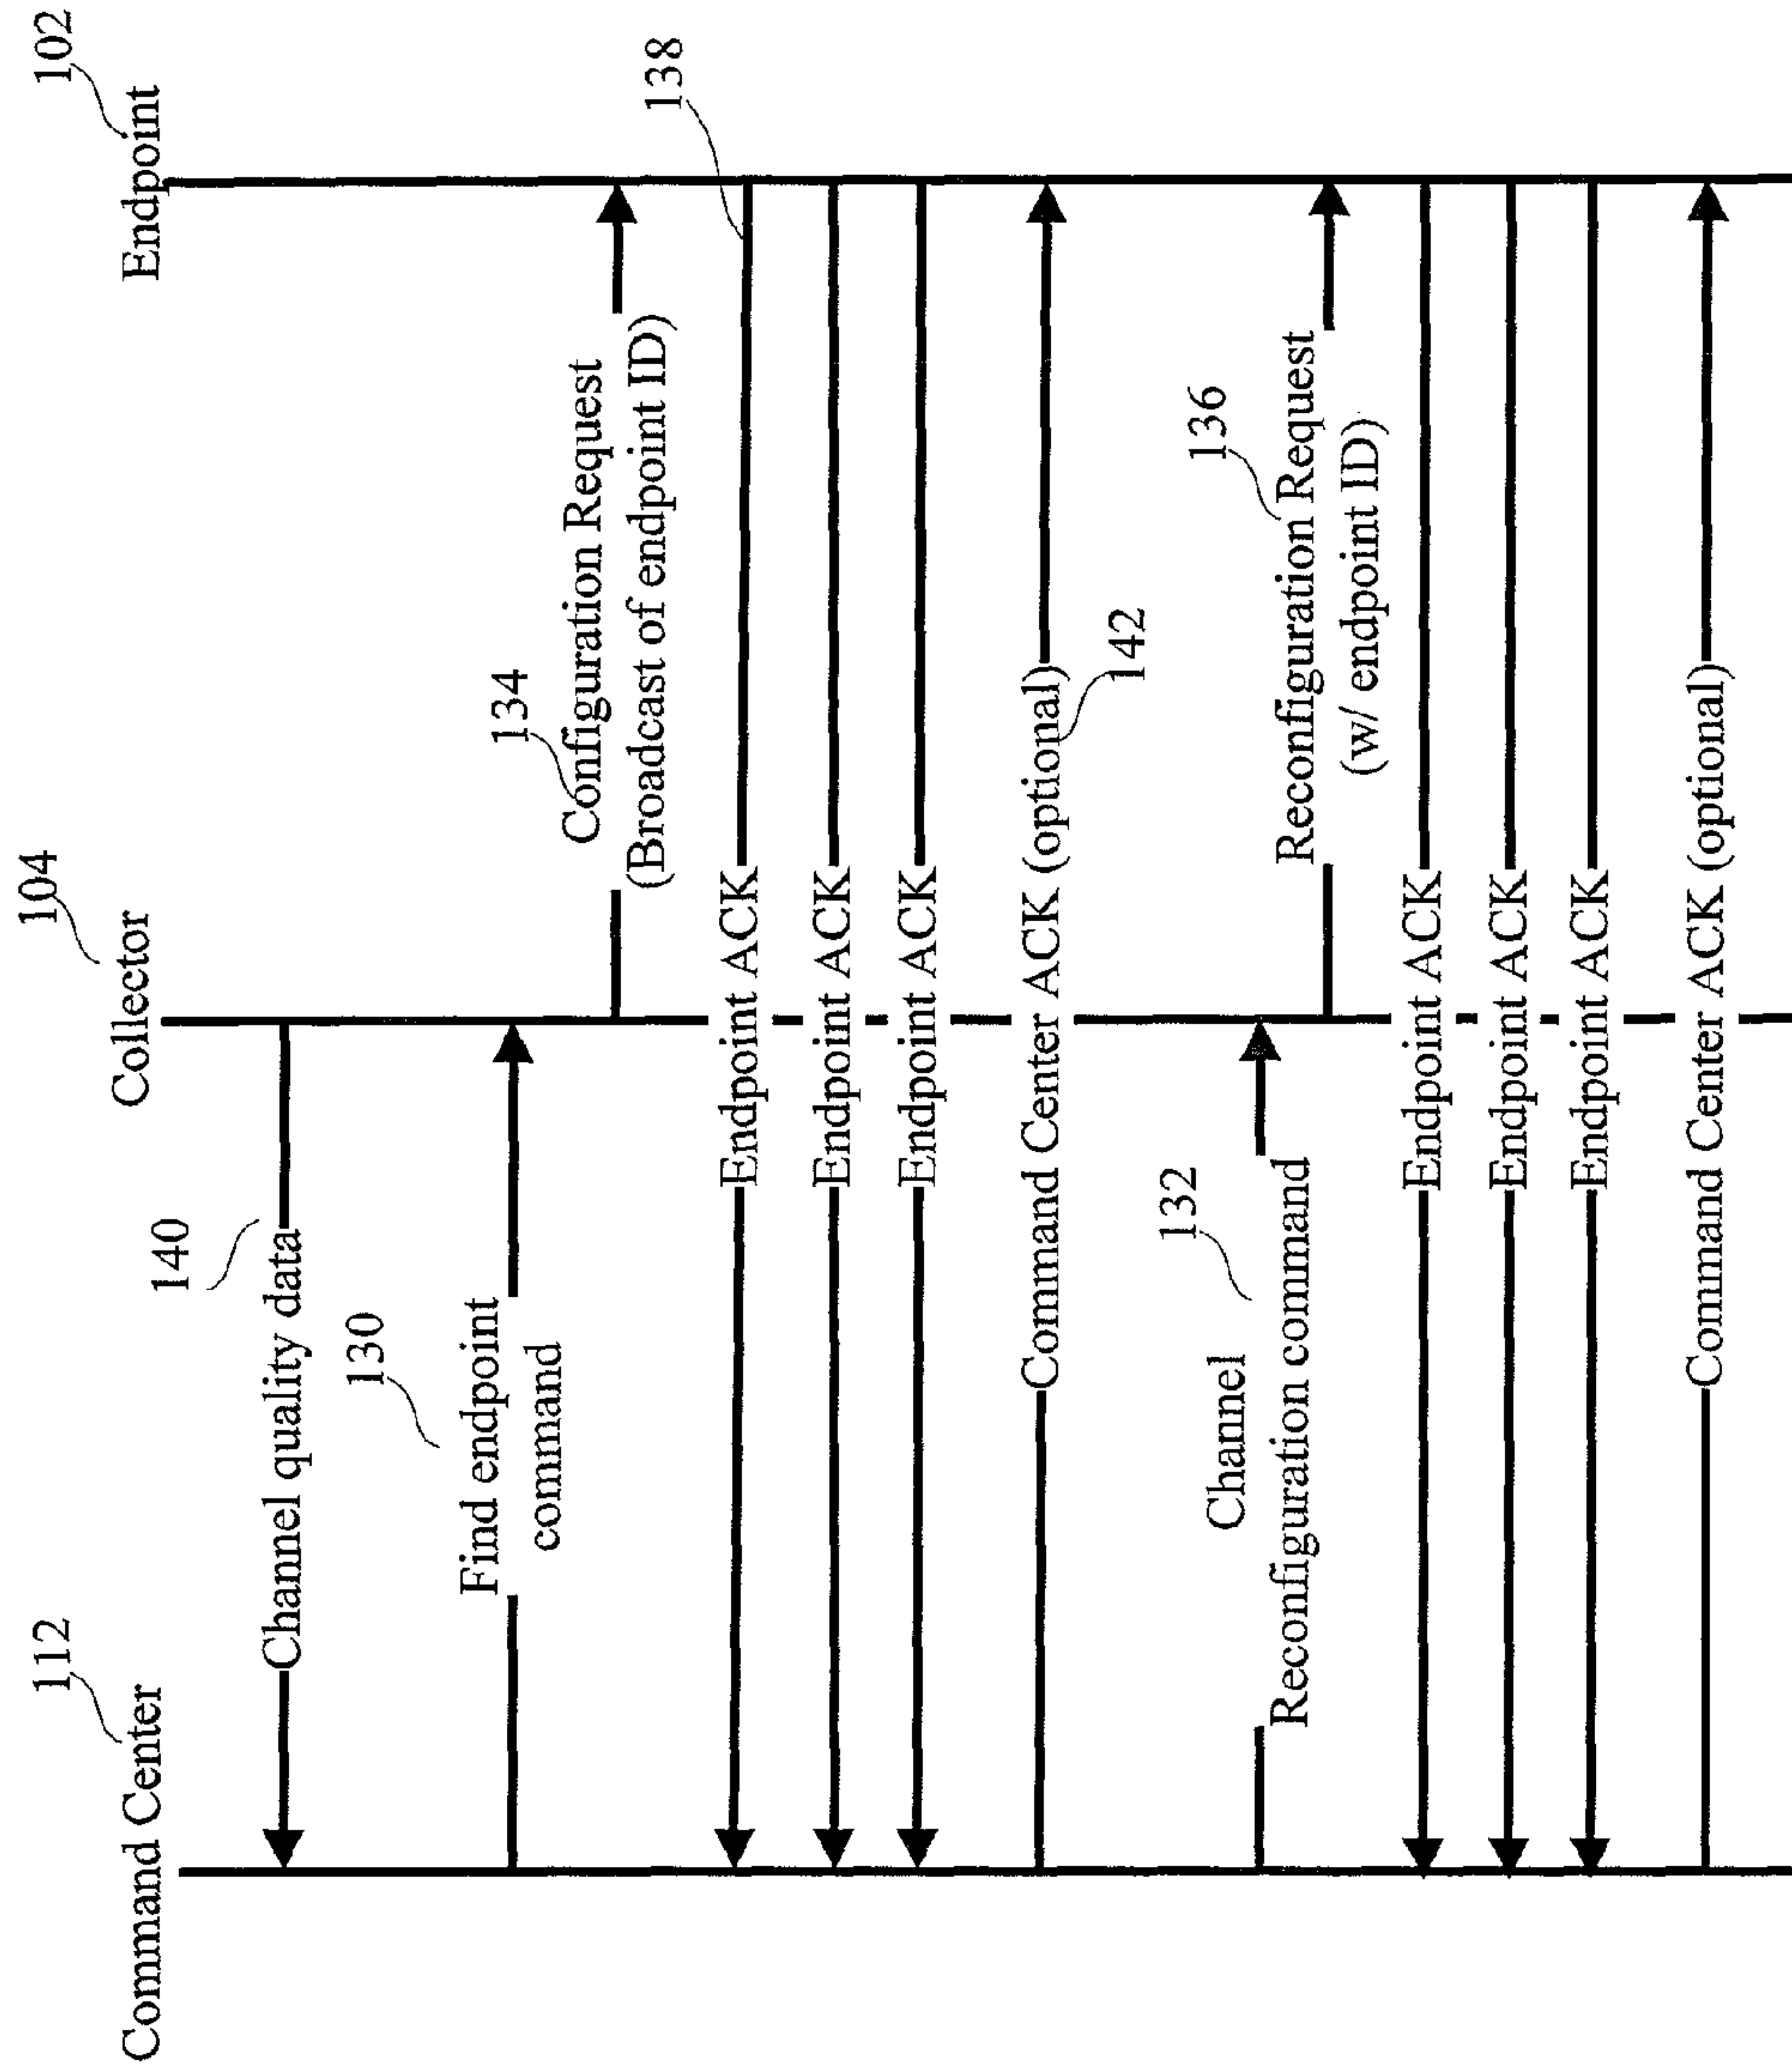 112
Command Center
104
Collector
102
Endpoint
140
Channel quality data
130
Find endpoint
command
134
Configuration Request
(Broadcast of endpoint ID)
138
Endpoint ACK
Endpoint ACK
Endpoint ACK
Command Center ACK (optional)
142
132
Channel
Reconfiguration command
136
Reconfiguration Request
(w/ endpoint ID)
Endpoint ACK
Endpoint ACK
Endpoint ACK
Command Center ACK (optional)